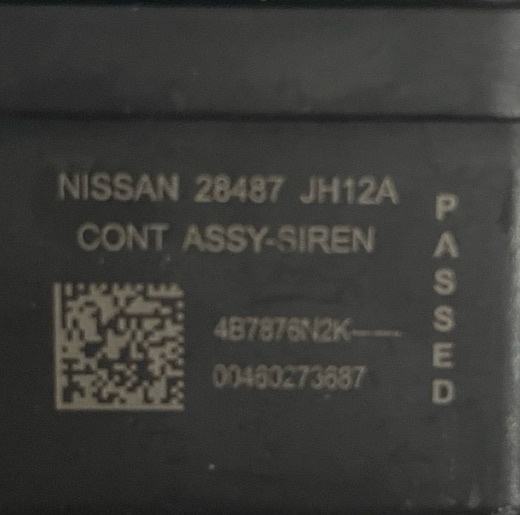 NISSAN 28487 JH12A
CONT ASSY-SIREN
4B7876N2K-----
00460273687
PASSED